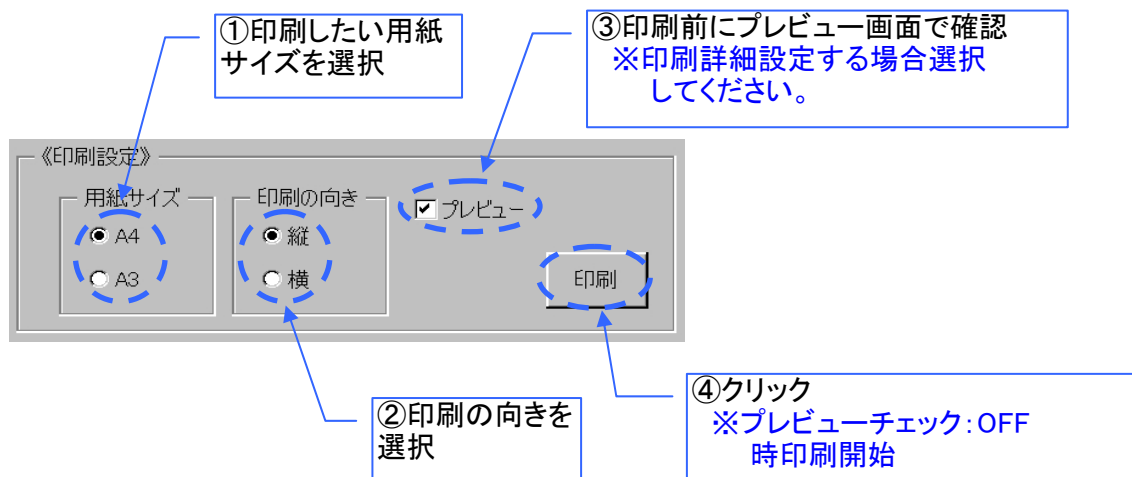 ①印刷したい用紙
サイズを選択
③印刷前にプレビュー画面で確認
※印刷詳細設定する場合選択
してください。
《印刷設定》
用紙サイズ
A4
A3
印刷の向き
縦
横
プレビュー
印刷
②印刷の向きを
選択
④クリック
※プレビューチェック:OFF
時印刷開始